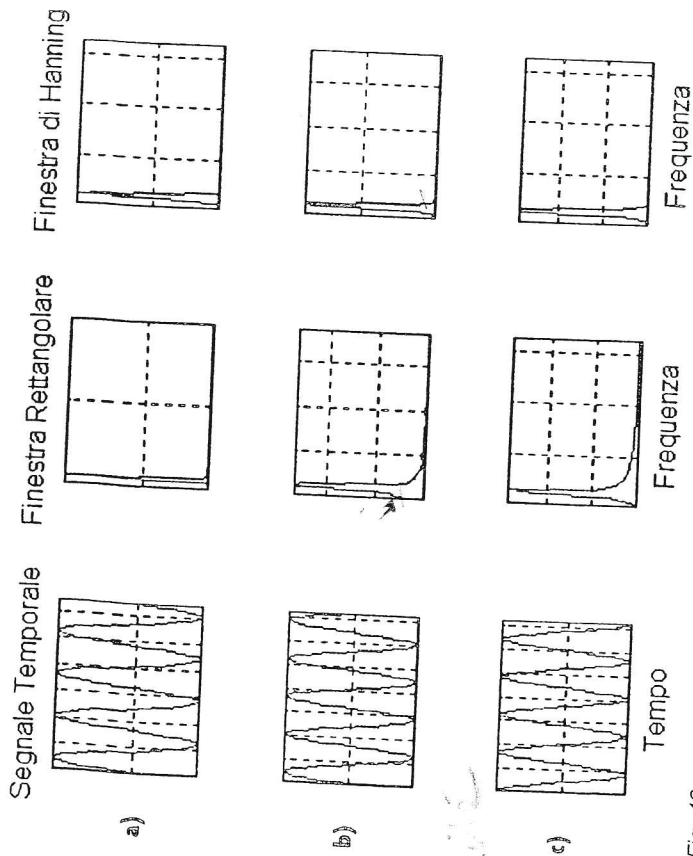 Segnale Temporale
Finestra Rettangolare
Finestra di Hanning
a)
b)
c)
Tempo
Frequenza
Frequenza